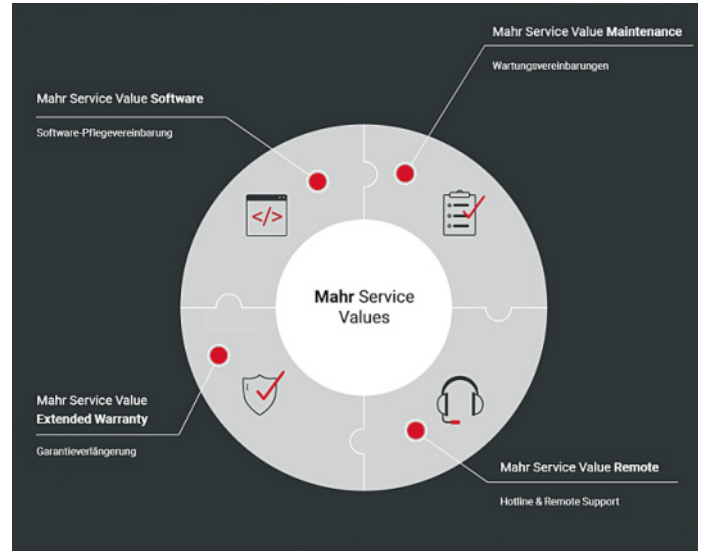 Mahr Service Value Maintenance
Wartungsvereinbarungen
Mahr Service Value Software
Software-Pflegevereinbarung
</>
Mahr Service
Values
Mahr Service Value
Extended Warranty
Garantieverlängerung
Mahr Service Value Remote
Hotline & Remote Support